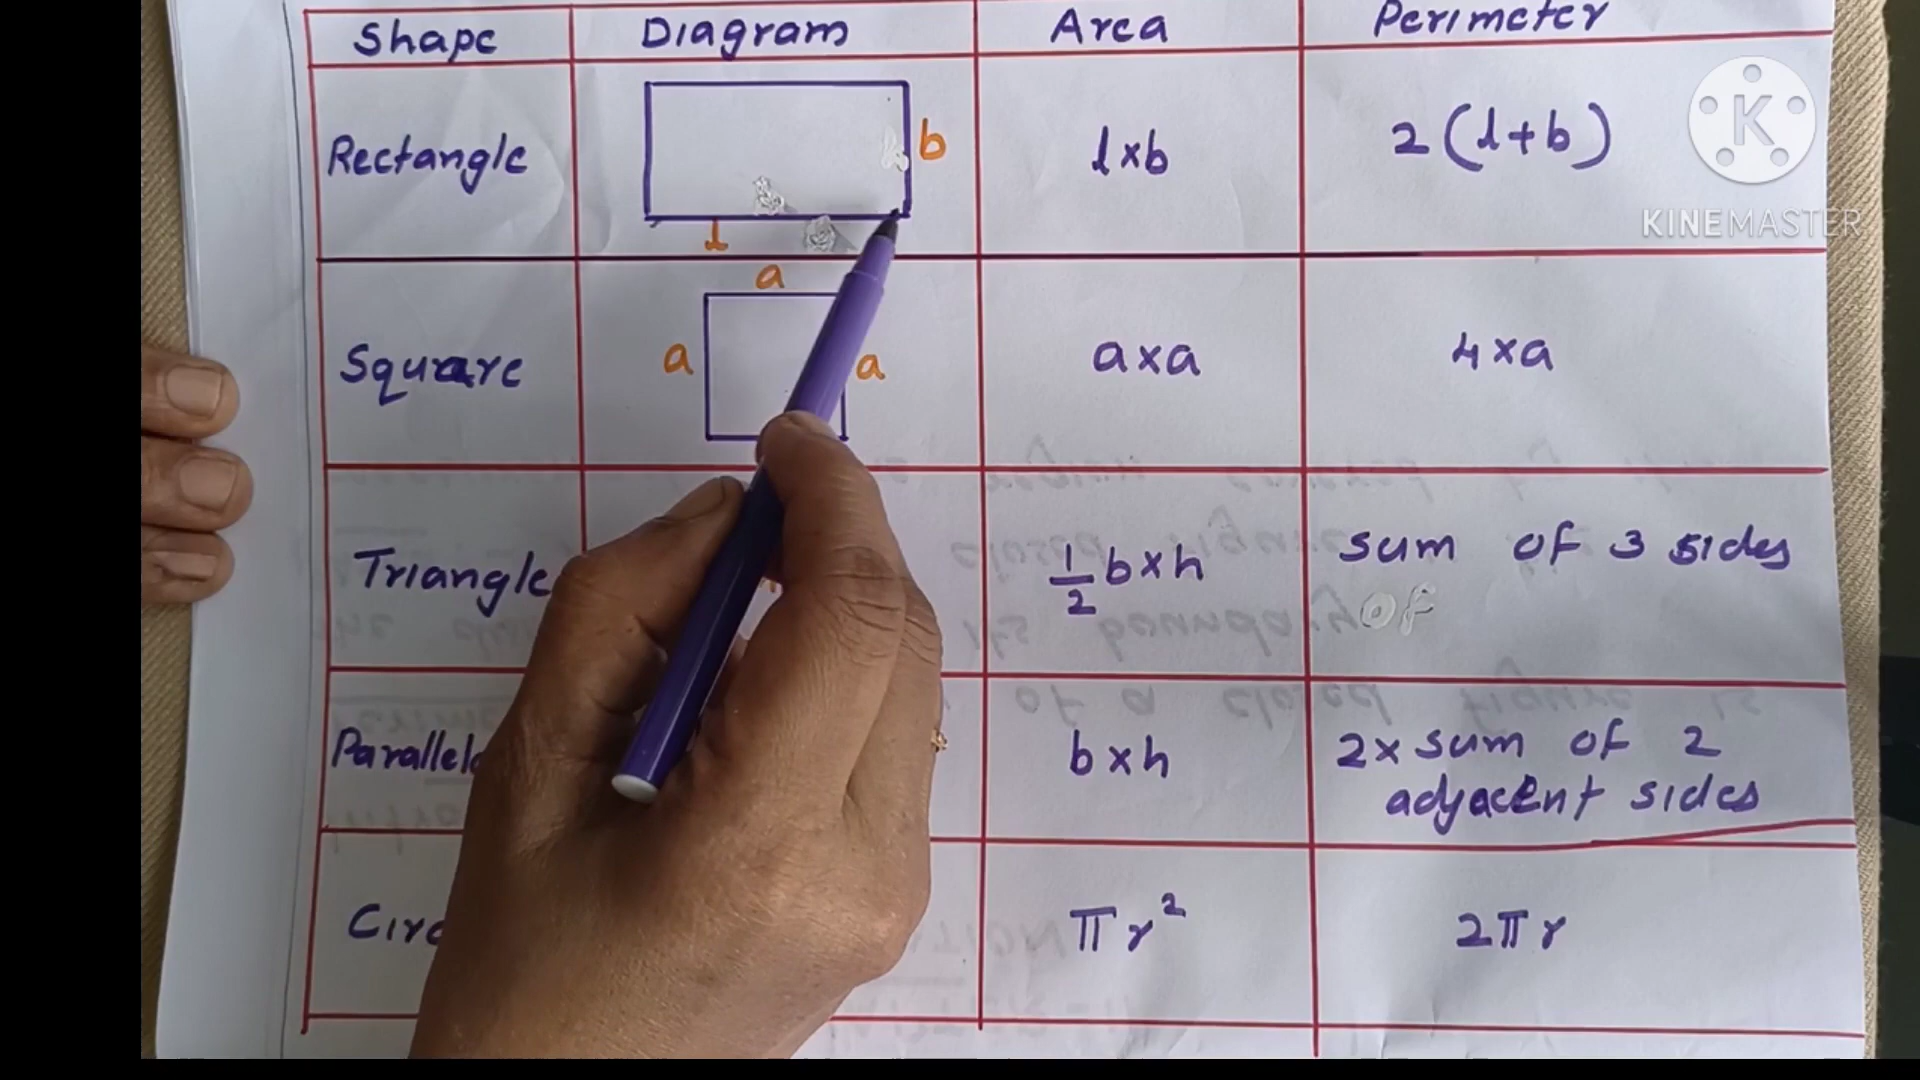 Shape Diagram Area Perimeter
Rectangle b l l×b 2(l+b)
Square a a a a×a 4×a
Triangle 1/2 b×h sum of 3 sides
of
b×h 2× sum of 2
adjacent sides
πr² 2πr
K
KINEMASTER